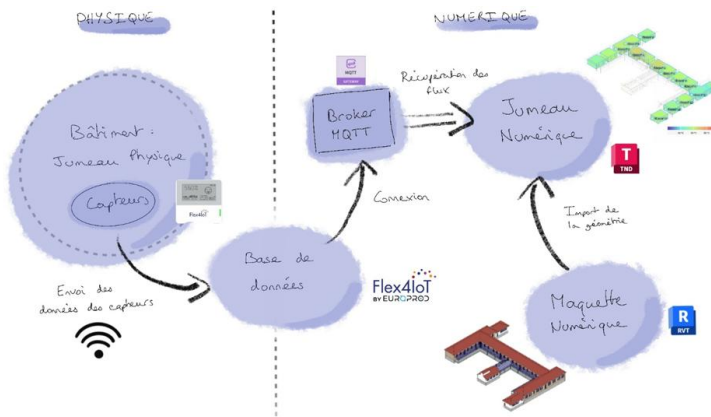 PHYSIQUE
NUMERIQUE
MQTT
Récupération des
flux
Bâtiment :
Jumeau Physique
Capteurs
Flex4IoT
Broker
MQTT
Jumeau
Numérique
T
TND
Connexion
Import de
la géométrie
Envoi des
données des capteurs
Base de
données
Flex4IoT
BY EUROPROD
Maquette
Numérique
R
RVT